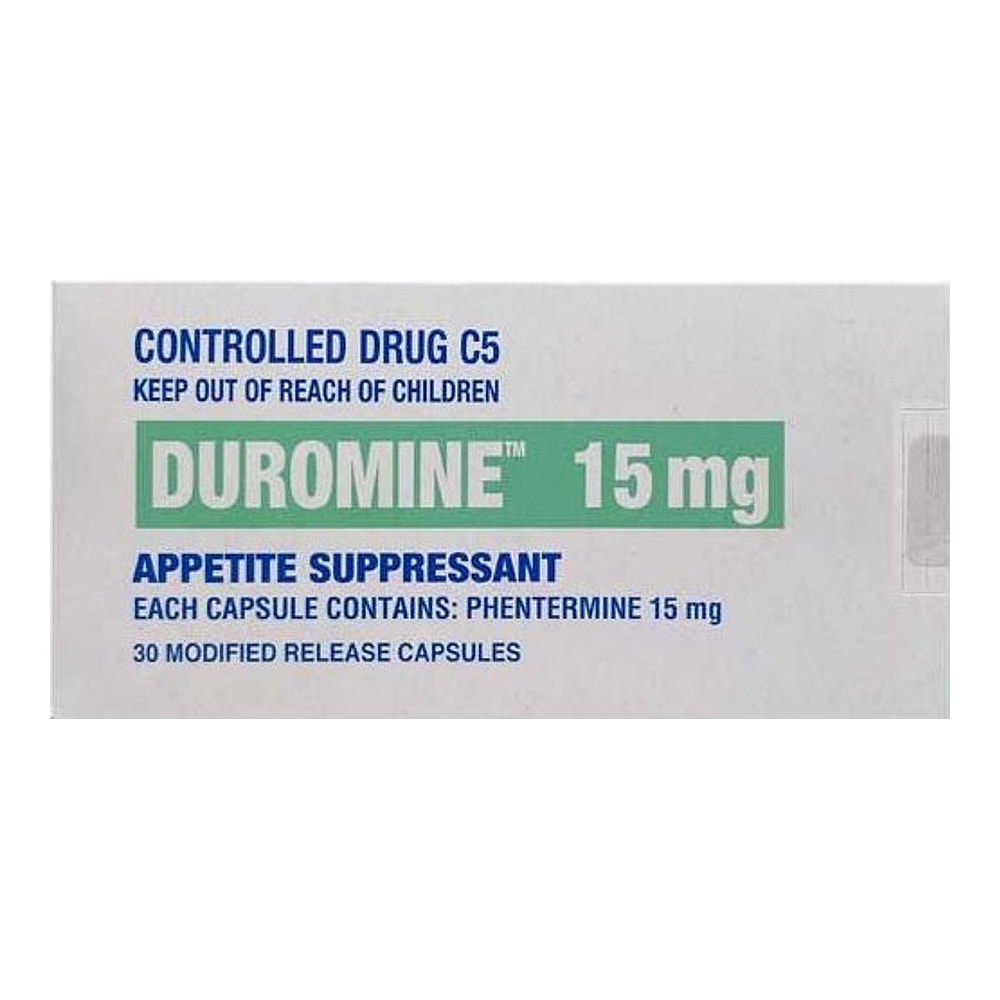 CONTROLLED DRUG C5
KEEP OUT OF REACH OF CHILDREN
DUROMINE™ 15 mg
APPETITE SUPPRESSANT
EACH CAPSULE CONTAINS: PHENTERMINE 15 mg
30 MODIFIED RELEASE CAPSULES